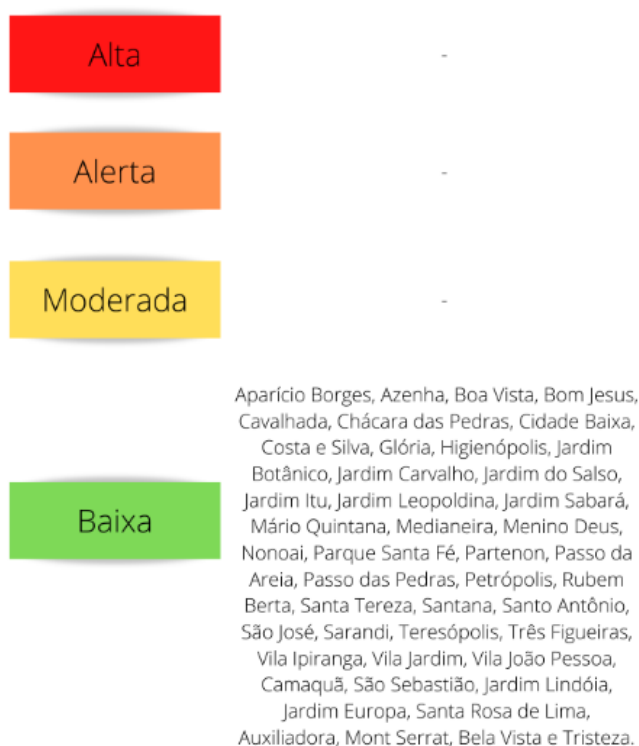 Alta
-
Alerta
-
Moderada
-
Baixa
Aparício Borges, Azenha, Boa Vista, Bom Jesus,
Cavalhada, Chácara das Pedras, Cidade Baixa,
Costa e Silva, Glória, Higienópolis, Jardim
Botânico, Jardim Carvalho, Jardim do Salso,
Jardim Itu, Jardim Leopoldina, Jardim Sabará,
Mário Quintana, Medianeira, Menino Deus,
Nonoai, Parque Santa Fé, Partenon, Passo da
Areia, Passo das Pedras, Petrópolis, Rubem
Berta, Santa Tereza, Santana, Santo Antônio,
São José, Sarandi, Teresópolis, Três Figueiras,
Vila Ipiranga, Vila Jardim, Vila João Pessoa,
Camaquã, São Sebastião, Jardim Lindóia,
Jardim Europa, Santa Rosa de Lima,
Auxiliadora, Mont Serrat, Bela Vista e Tristeza.